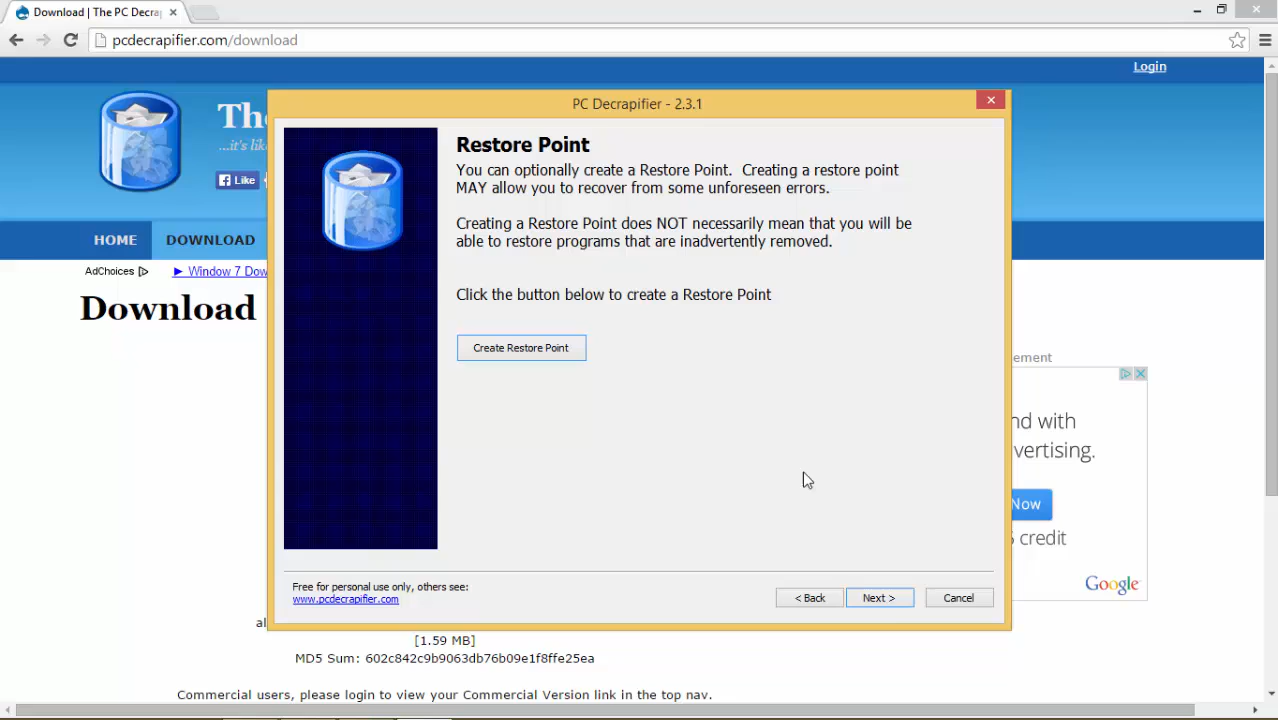 Download | The PC Decra
pcdecrapifier.com/download
Login
Th
...it's lik
Like
HOME
DOWNLOAD
AdChoices
Window 7 Dow
Download
PC Decrapifier - 2.3.1
Restore Point
You can optionally create a Restore Point. Creating a restore point
MAY allow you to recover from some unforeseen errors.
Creating a Restore Point does NOT necessarily mean that you will be
able to restore programs that are inadvertently removed.
Click the button below to create a Restore Point
Create Restore Point
Free for personal use only, others see:
www.pcdecrapifier.com
< Back
Next >
Cancel
ement
nd with
vertising.
Now
credit
Google
al
[1.59 MB]
MD5 Sum: 602c842c9b9063db76b09e1f8ffe25ea
Commercial users, please login to view your Commercial Version link in the top nav.